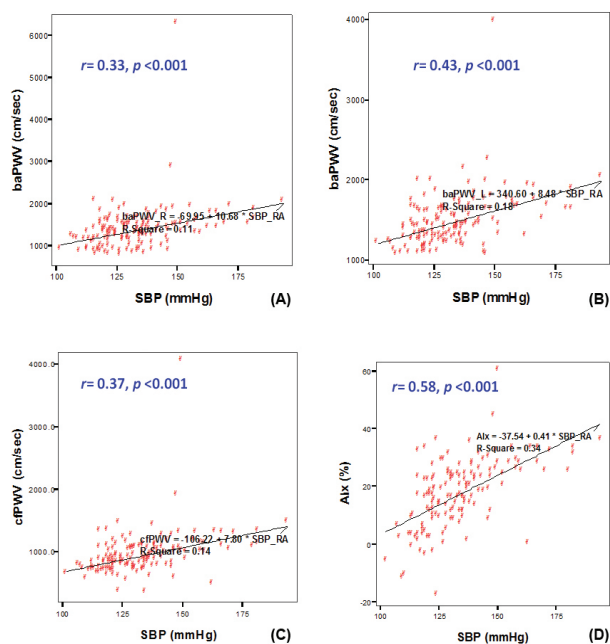 r= 0.33, p <0.001
6000
5000
4000
3000
2000
1000
baPWV (cm/sec)
baPWV_R = -69.95 + 10.68 * SBP_RA
R-Square = 0.11
100
125
150
175
SBP (mmHg)
(A)
r= 0.43, p <0.001
4000
3000
2000
1000
baPWV (cm/sec)
baPWV_L = 340.60 + 8.48 * SBP_RA
R-Square = 0.18
100
125
150
175
SBP (mmHg)
(B)
r= 0.37, p <0.001
4000.0
3000.0
2000.0
1000.0
cfPWV (cm/sec)
cfPWV = -106.22 + 7.80 * SBP_RA
R-Square = 0.14
100
125
150
175
SBP (mmHg)
(C)
r= 0.58, p <0.001
60
40
20
0
-20
AIx (%)
AIx = -37.54 + 0.41 * SBP_RA
R-Square = 0.34
100
120
140
160
180
SBP (mmHg)
(D)